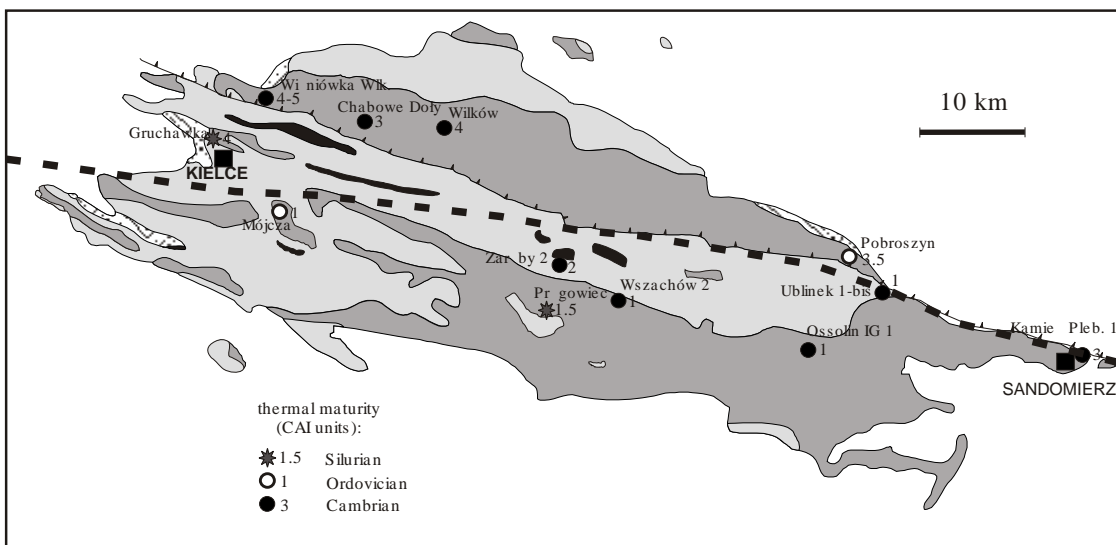 Wi niówka Wlk.
4-5
Chabowe Doły
3
Wilków
4
10 km
Gruchawka
4
KIELCE
1
Mójcza
Zar by 2
2
Pr gowiec
1.5
Wszachów 2
1
Pobroszyn
3.5
1
Ublinek 1-bis
Ossolin IG 1
1
Kamie Pleb. 1
3
SANDOMIERZ
thermal maturity
(CAI units):
1.5 Silurian
1 Ordovician
3 Cambrian